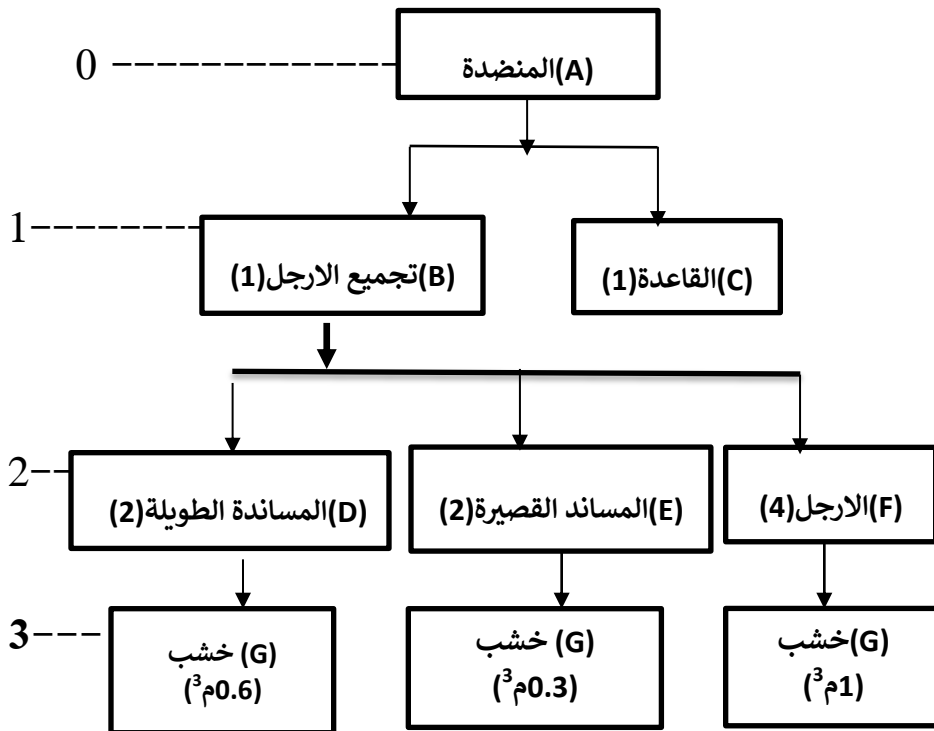 0
المنضدة(A)
1
(B)تجميع الارجل(1)
(C)القاعدة(1)
2
(D)المساندة الطويلة(2)
(E)المساند القصيرة(2)
(F)الارجل(4)
3
(G) خشب
(0.6م³)
(G) خشب
(0.3م³)
(G)خشب
(1م³)